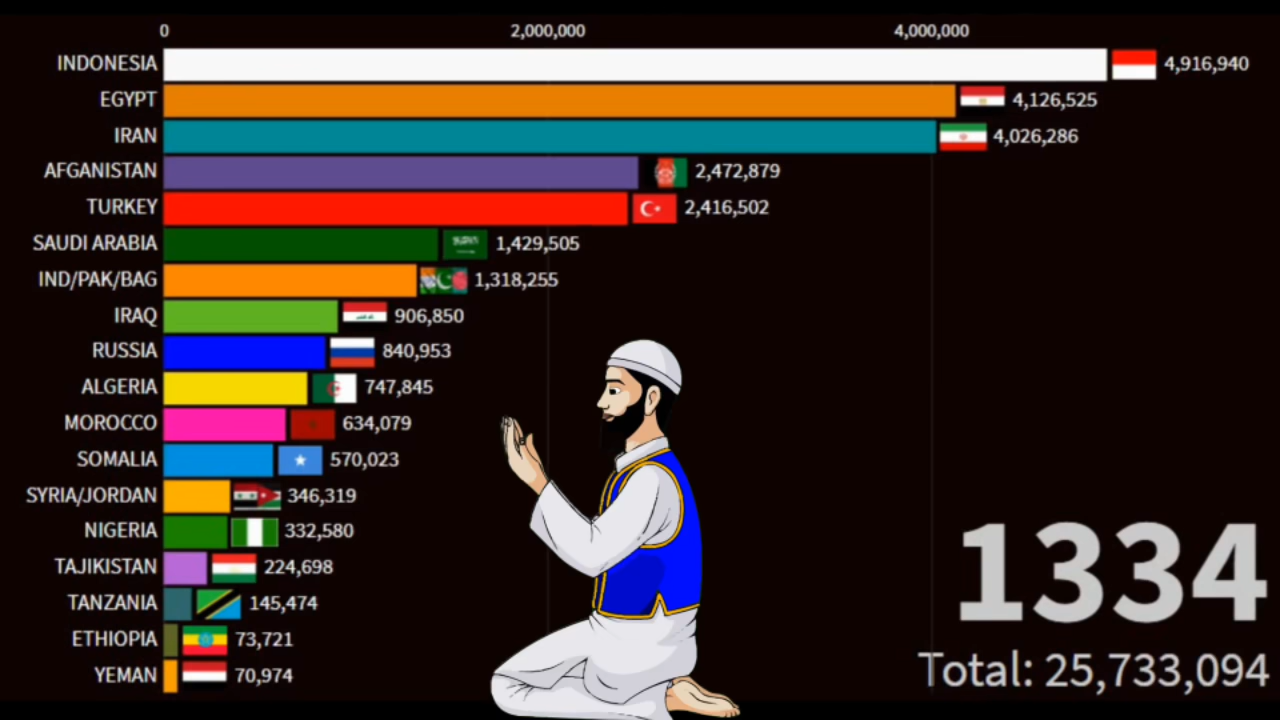 0 2,000,000 4,000,000
INDONESIA 4,916,940
EGYPT 4,126,525
IRAN 4,026,286
AFGANISTAN 2,472,879
TURKEY 2,416,502
SAUDI ARABIA 1,429,505
IND/PAK/BAG 1,318,255
IRAQ 906,850
RUSSIA 840,953
ALGERIA 747,845
MOROCCO 634,079
SOMALIA 570,023
SYRIA/JORDAN 346,319
NIGERIA 332,580
TAJIKISTAN 224,698
TANZANIA 145,474
ETHIOPIA 73,721
YEMAN 70,974
1334
Total: 25,733,094